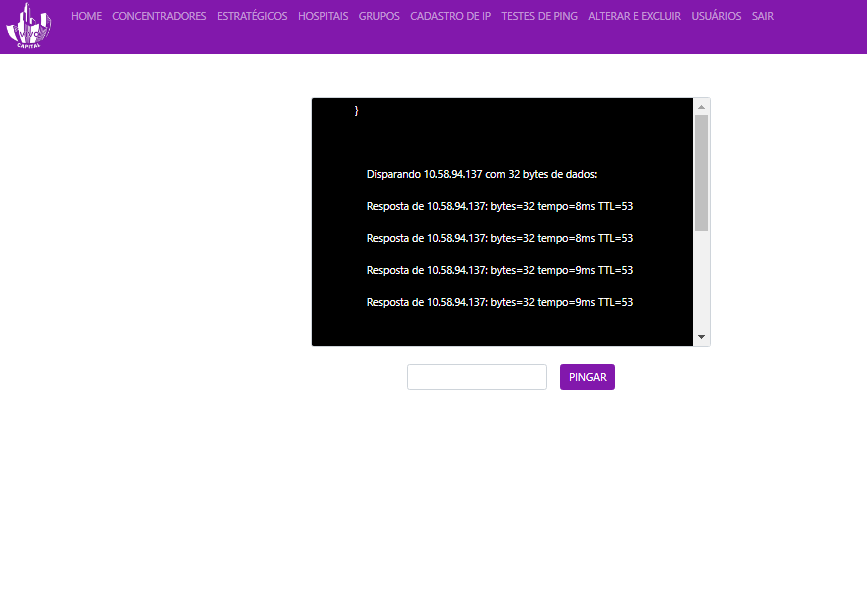 VIVO
CAPITAL
HOME CONCENTRADORES ESTRATÉGICOS HOSPITAIS GRUPOS CADASTRO DE IP TESTES DE PING ALTERAR E EXCLUIR USUÁRIOS SAIR
}
Disparando 10.58.94.137 com 32 bytes de dados:
Resposta de 10.58.94.137: bytes=32 tempo=8ms TTL=53
Resposta de 10.58.94.137: bytes=32 tempo=8ms TTL=53
Resposta de 10.58.94.137: bytes=32 tempo=9ms TTL=53
Resposta de 10.58.94.137: bytes=32 tempo=9ms TTL=53
PINGAR